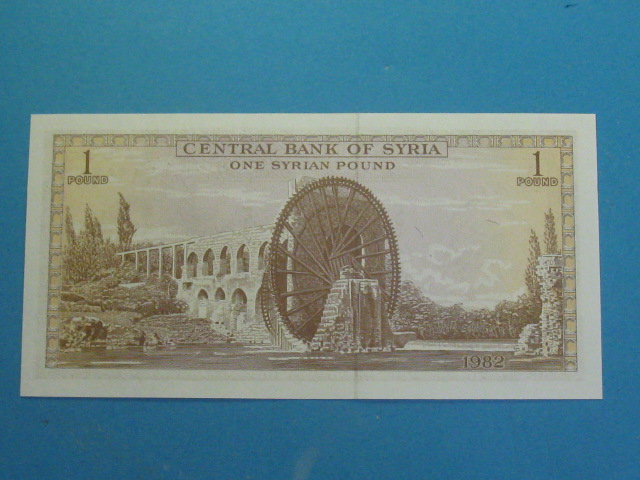 CENTRAL BANK OF SYRIA
ONE SYRIAN POUND
1
POUND
1
POUND
1982